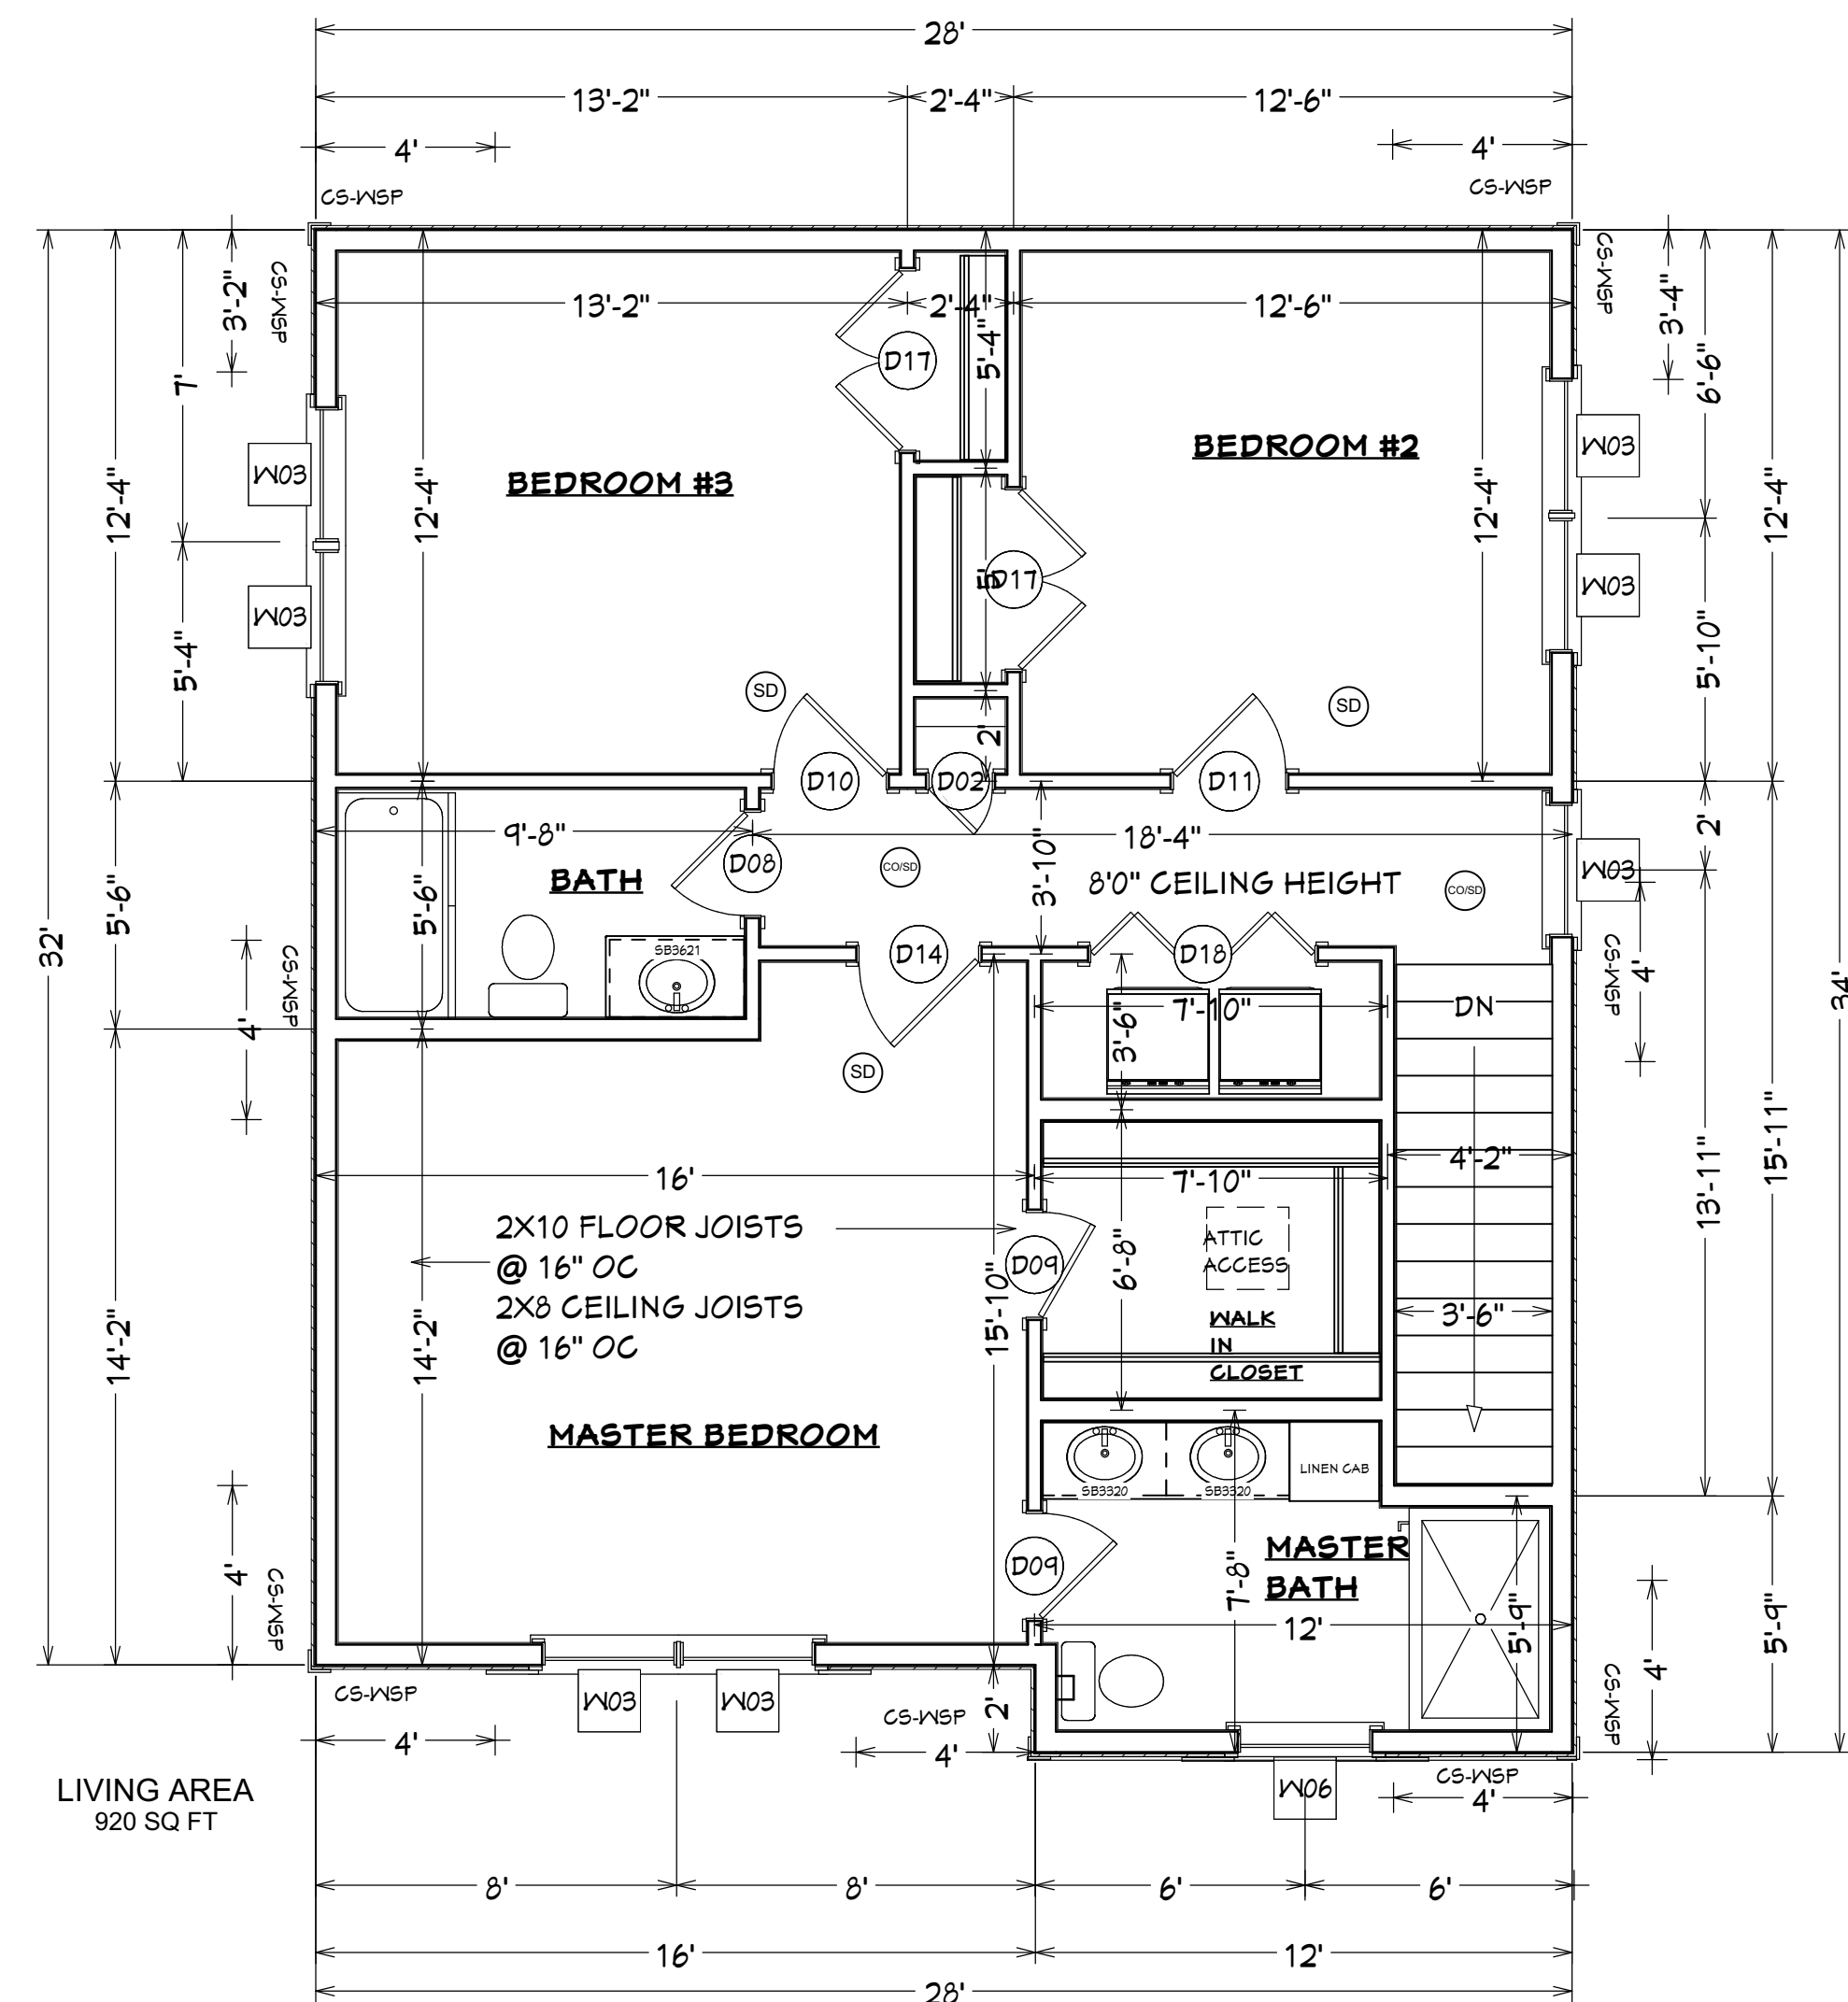 28'
13'-2"
2'-4"
12'-6"
4'
4'
CS-WSP
CS-WSP
CS-WSP
CS-WSP
3'-2"
3'-4"
13'-2"
2'-4"
12'-6"
7'
6'-6"
D17
5'-4"
BEDROOM #2
W03
W03
BEDROOM #3
12'-4"
12'-4"
12'-4"
12'-4"
5'
D17
W03
W03
5'-4"
5'-10"
SD
SD
2'
D10
D02
D11
9'-8"
18'-4"
2'
D08
BATH
CO/SD
3'-10"
8'0" CEILING HEIGHT
CO/SD
W03
5'-6"
5'-6"
32'
SB3621
D14
D18
CS-WSP
CS-WSP
4'
4'
34'
7'-10"
DN
3'-6"
SD
16'
7'-10"
4'-2"
13'-11"
15'-11"
2X10 FLOOR JOISTS
@ 16" OC
2X8 CEILING JOISTS
@ 16" OC
D09
6'-8"
ATTIC
ACCESS
WALK
IN
CLOSET
3'-6"
14'-2"
14'-2"
15'-10"
MASTER BEDROOM
SB3320
SB3320
LINEN CAB
4'
CS-WSP
D09
7'-8"
MASTER
BATH
12'
5'-9"
5'-9"
4'
CS-WSP
CS-WSP
W03
W03
CS-WSP
2'
4'
4'
W06
CS-WSP
4'
LIVING AREA
920 SQ FT
8'
8'
6'
6'
16'
12'
28'